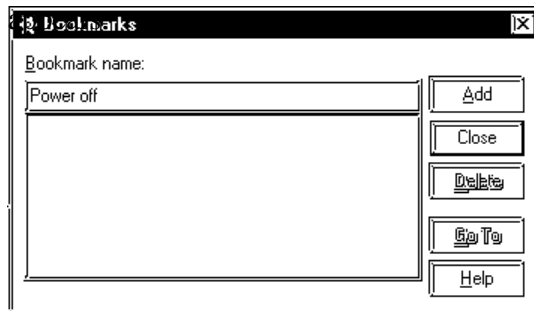 Bookmarks
Bookmark name:
Power off
Add
Close
Delete
Go To
Help